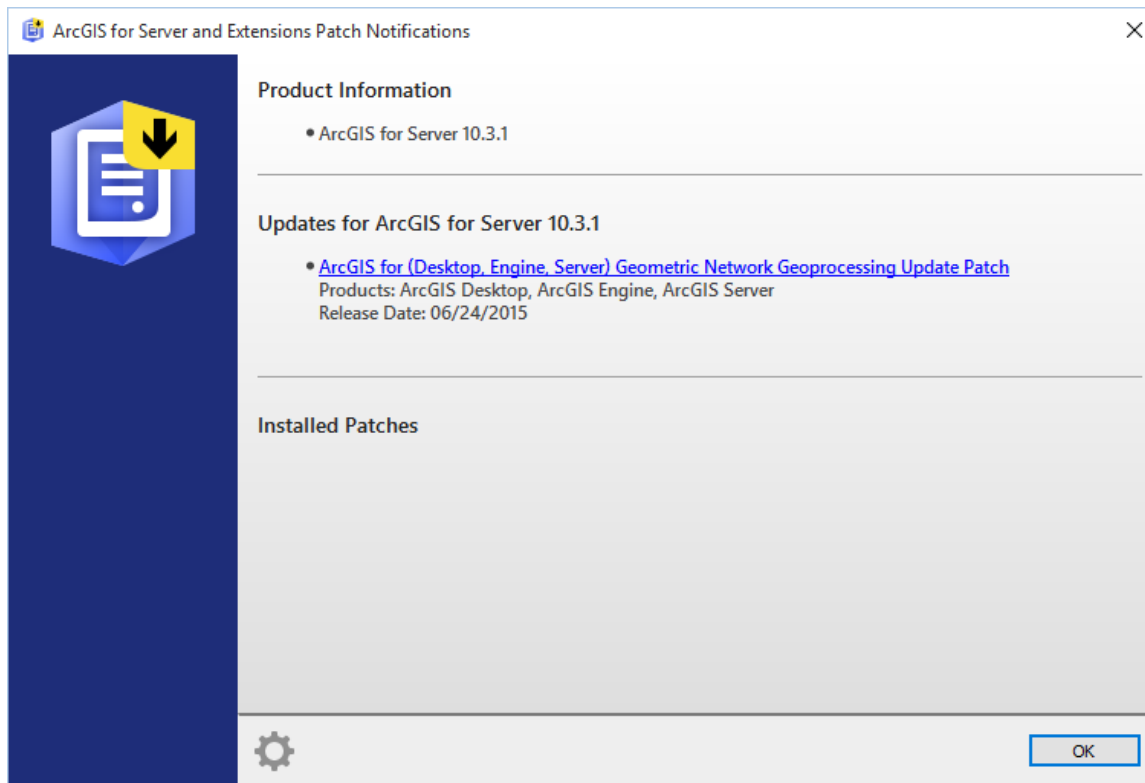 ArcGIS for Server and Extensions Patch Notifications
Product Information
• ArcGIS for Server 10.3.1
Updates for ArcGIS for Server 10.3.1
• ArcGIS for (Desktop, Engine, Server) Geometric Network Geoprocessing Update Patch
Products: ArcGIS Desktop, ArcGIS Engine, ArcGIS Server
Release Date: 06/24/2015
Installed Patches
OK